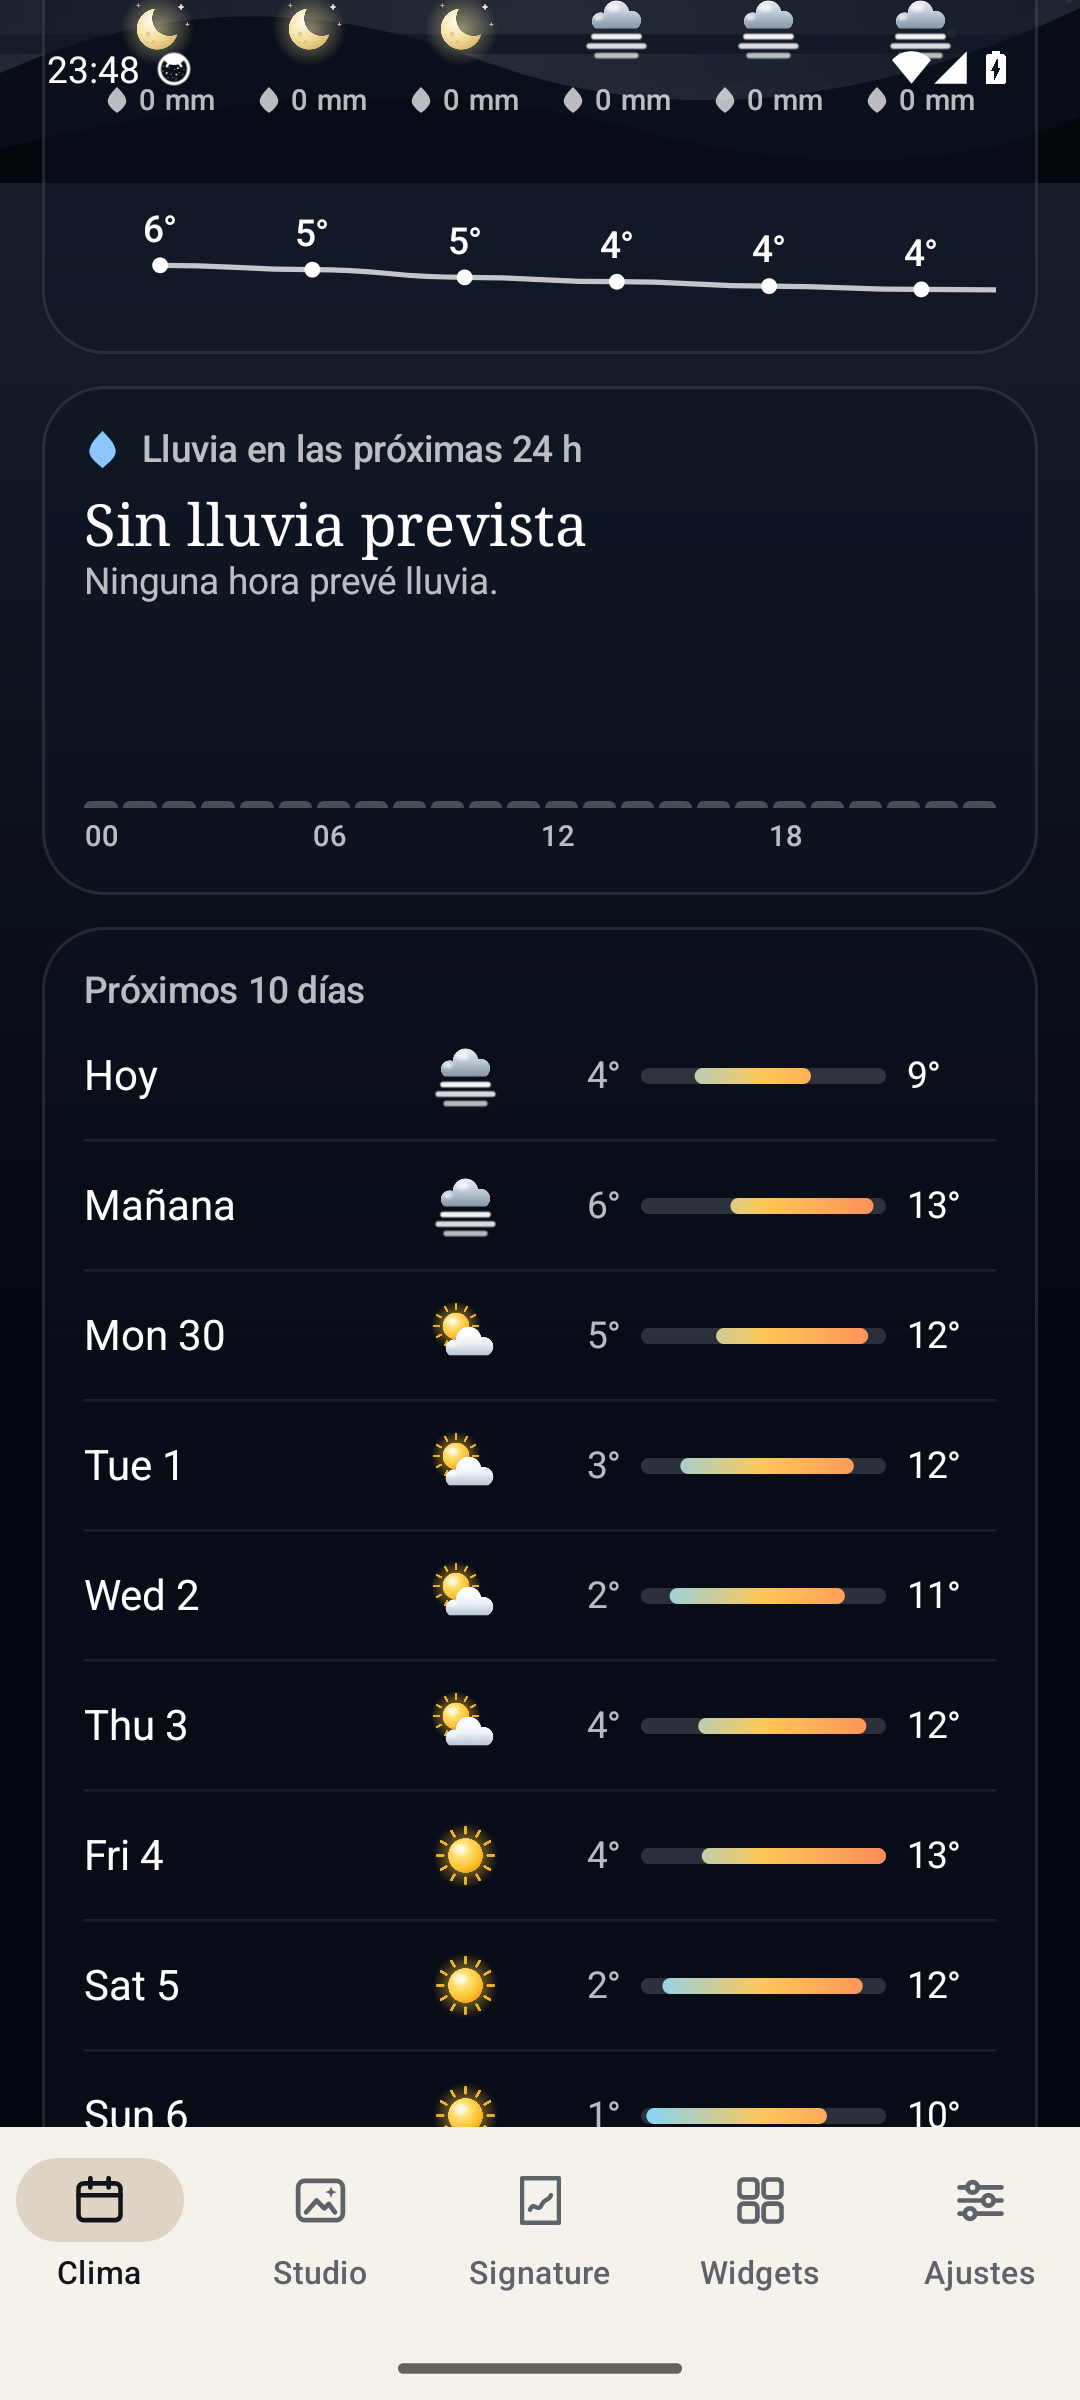 23:48
0 mm 0 mm 0 mm 0 mm 0 mm 0 mm
6° 5° 5° 4° 4° 4°
Lluvia en las próximas 24 h
Sin lluvia prevista
Ninguna hora prevé lluvia.
00 06 12 18
Próximos 10 días
Hoy 4° 9°
Mañana 6° 13°
Mon 30 5° 12°
Tue 1 3° 12°
Wed 2 2° 11°
Thu 3 4° 12°
Fri 4 4° 13°
Sat 5 2° 12°
Sun 6 1° 10°
Clima Studio Signature Widgets Ajustes